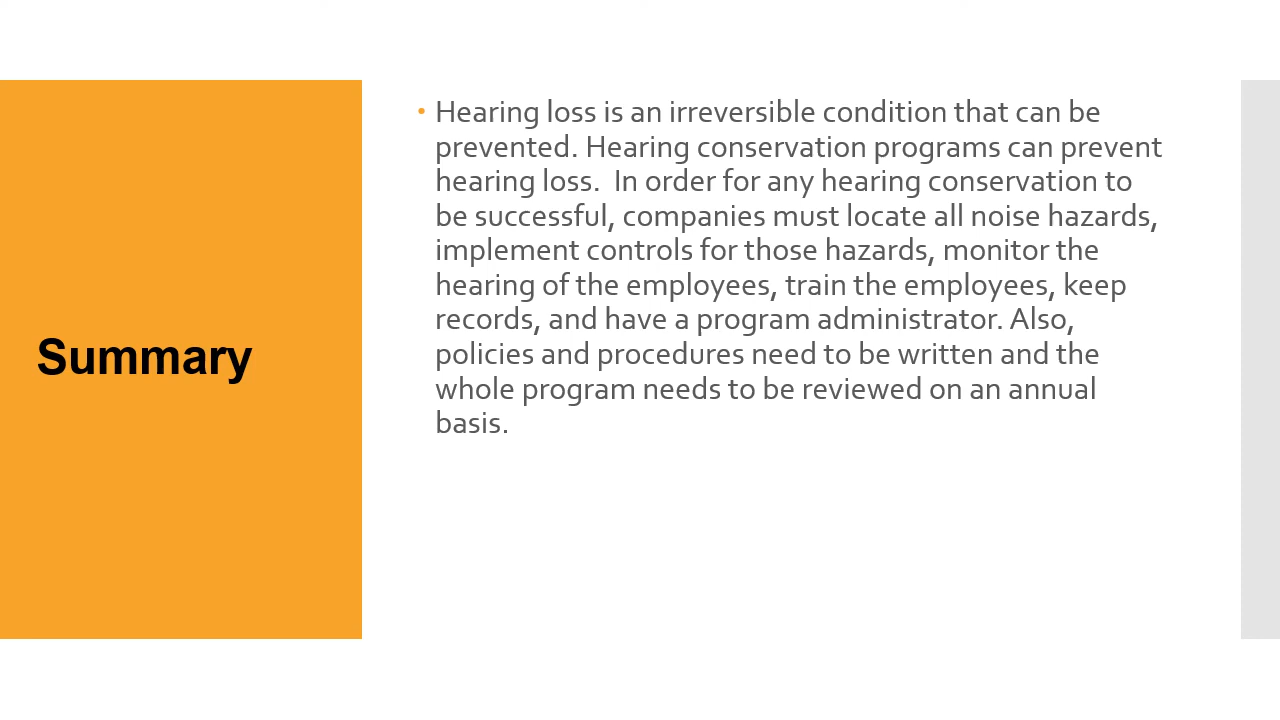 Summary
• Hearing loss is an irreversible condition that can be
prevented. Hearing conservation programs can prevent
hearing loss.  In order for any hearing conservation to
be successful, companies must locate all noise hazards,
implement controls for those hazards, monitor the
hearing of the employees, train the employees, keep
records, and have a program administrator. Also,
policies and procedures need to be written and the
whole program needs to be reviewed on an annual
basis.